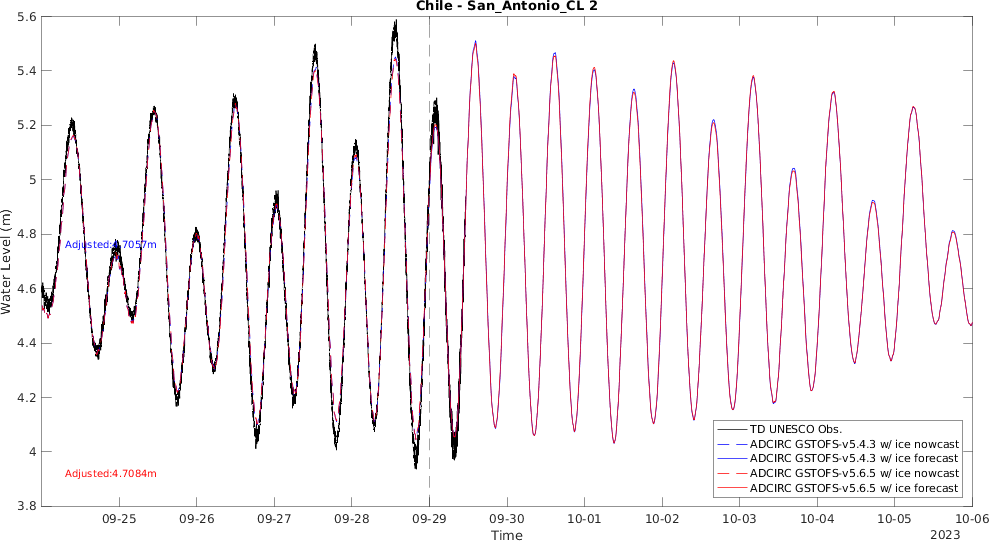 Chile - San_Antonio_CL 2
Water Level (m)
5.6
5.4
5.2
5
4.8
4.6
4.4
4.2
4
3.8
Adjusted:4.7057m
Adjusted:4.7084m
TD UNESCO Obs.
ADCIRC GSTOFS-v5.4.3 w/ ice nowcast
ADCIRC GSTOFS-v5.4.3 w/ ice forecast
ADCIRC GSTOFS-v5.6.5 w/ ice nowcast
ADCIRC GSTOFS-v5.6.5 w/ ice forecast
09-25 09-26 09-27 09-28 09-29 09-30 10-01 10-02 10-03 10-04 10-05 10-06
Time
2023